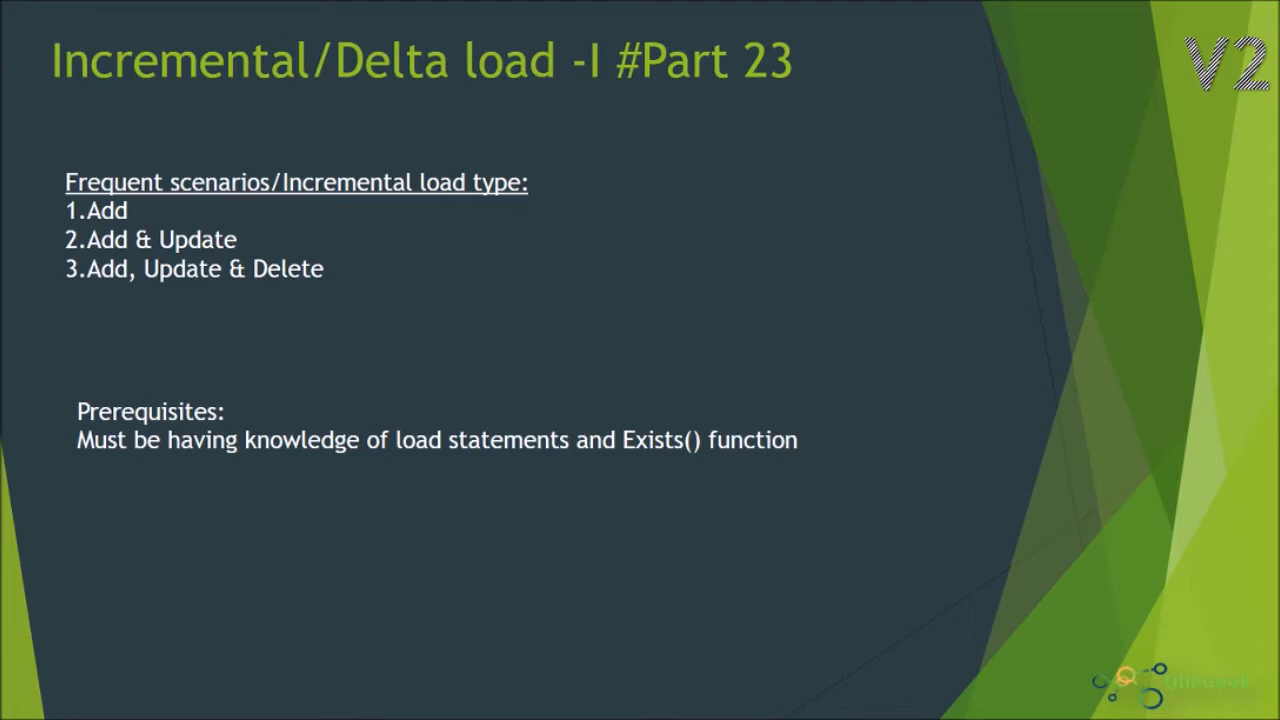 Incremental/Delta load -I #Part 23
V2
Frequent scenarios/Incremental load type:
1.Add
2.Add & Update
3.Add, Update & Delete
Prerequisites:
Must be having knowledge of load statements and Exists() function